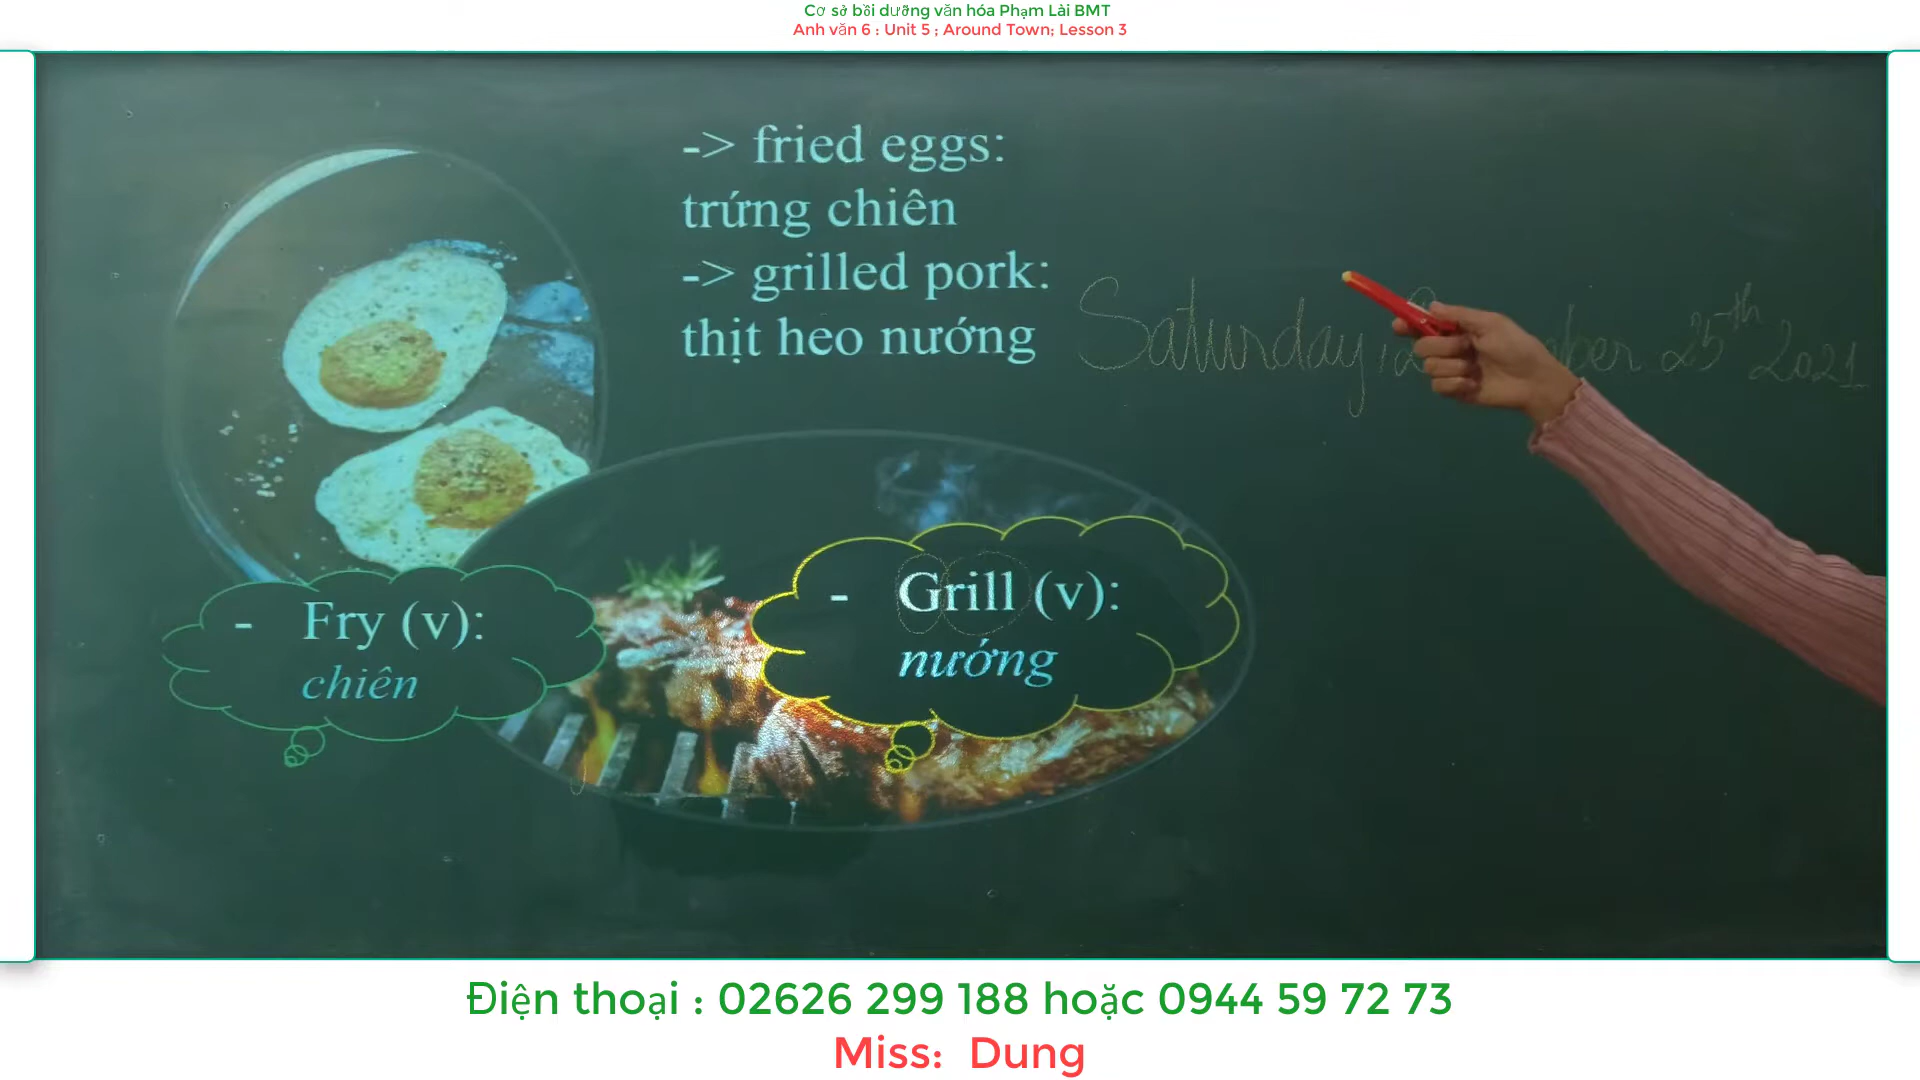 Cơ sở bồi dưỡng văn hóa Phạm Lài BMT
Anh văn 6 : Unit 5 ; Around Town; Lesson 3
-> fried eggs:
trứng chiên
-> grilled pork:
thịt heo nướng
Saturday, 25th 2021
- Fry (v):
chiên
- Grill (v):
nướng
Điện thoại : 02626 299 188 hoặc 0944 59 72 73
Miss: Dung